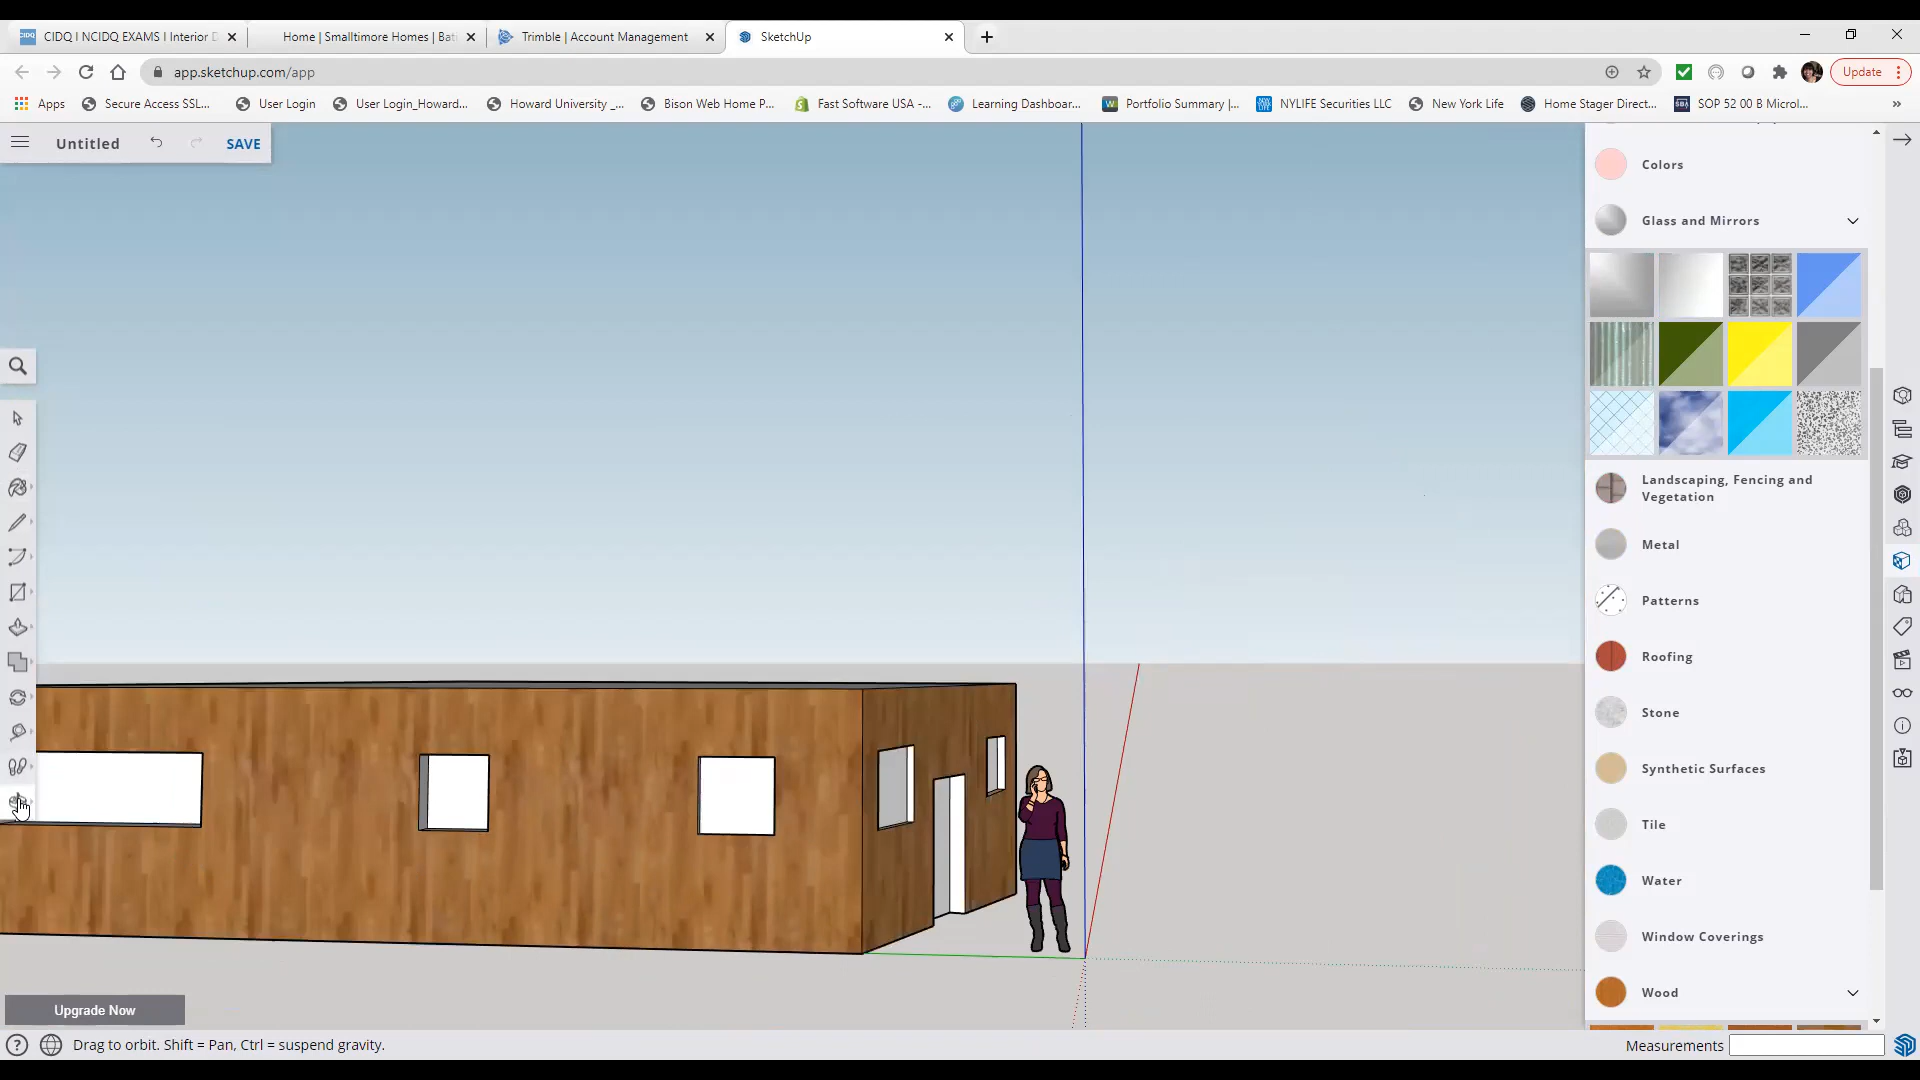 CIDQ I NCIDQ EXAMS I Interior D
Home | Smalltimore Homes | Balt
Trimble | Account Management
SketchUp
app.sketchup.com/app
Update
Apps
Secure Access SSL...
User Login
User Login_Howard...
Howard University _...
Bison Web Home P...
Fast Software USA -...
Learning Dashboar...
Portfolio Summary |...
NYLIFE Securities LLC
New York Life
Home Stager Direct...
SOP 52 00 B Microl...
Untitled
SAVE
Colors
Glass and Mirrors
Landscaping, Fencing and
Vegetation
Metal
Patterns
Roofing
Stone
Synthetic Surfaces
Tile
Water
Window Coverings
Wood
Upgrade Now
Drag to orbit. Shift = Pan, Ctrl = suspend gravity.
Measurements